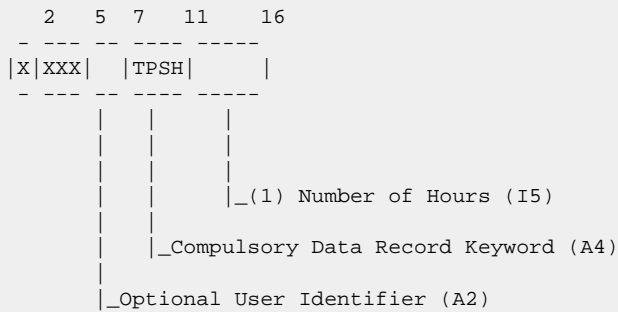 2   5  7   11    16
 - --- -- ---- -----
|X|XXX|  |TPSH|     |
 - --- -- ---- -----
       |   |     |
       |   |     |
       |   |     |
       |   |     |_(1) Number of Hours (I5)
       |   |
       |   |_Compulsory Data Record Keyword (A4)
       |
       |_Optional User Identifier (A2)